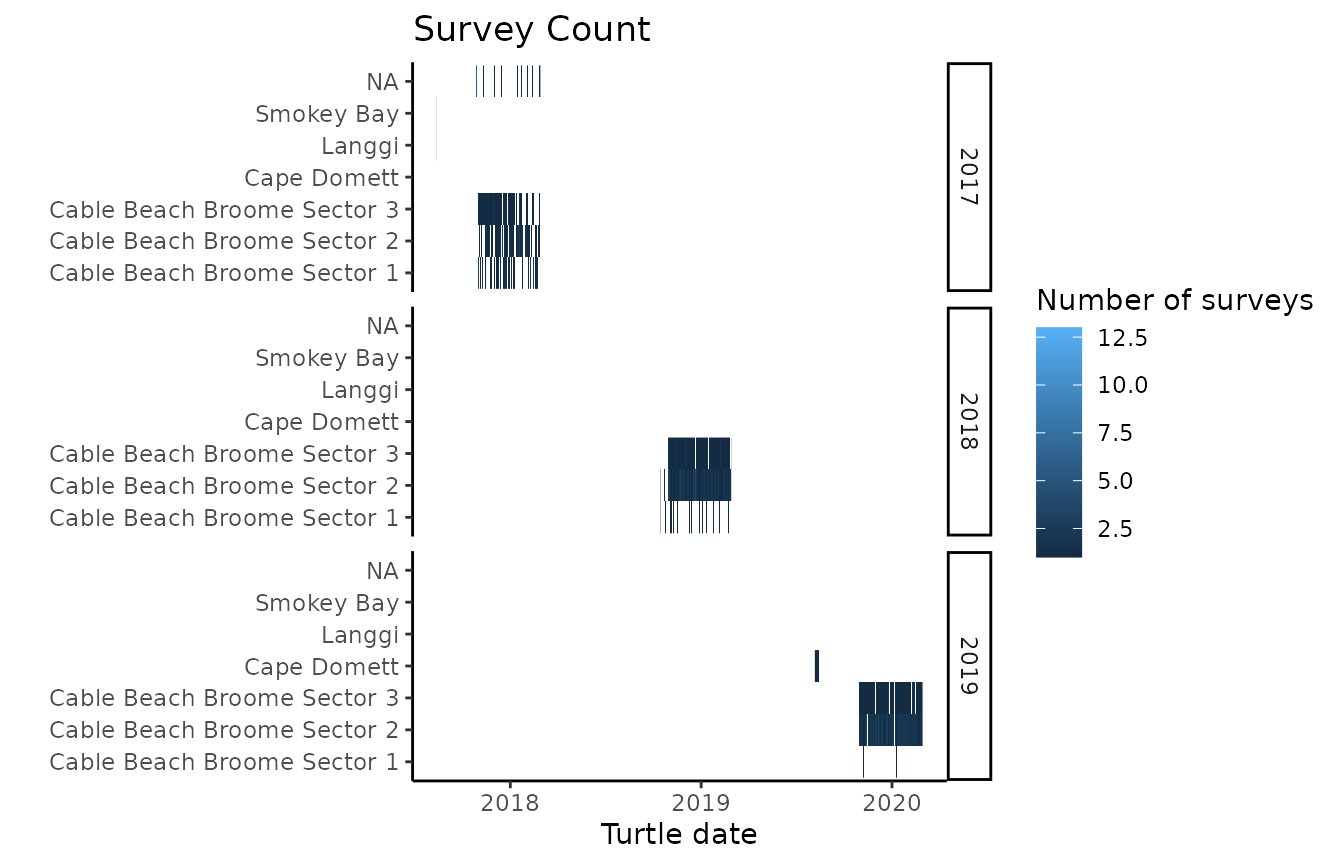 Survey Count
NA
Smokey Bay
Langgi
Cape Domett
Cable Beach Broome Sector 3
Cable Beach Broome Sector 2
Cable Beach Broome Sector 1
2017
NA
Smokey Bay
Langgi
Cape Domett
Cable Beach Broome Sector 3
Cable Beach Broome Sector 2
Cable Beach Broome Sector 1
2018
NA
Smokey Bay
Langgi
Cape Domett
Cable Beach Broome Sector 3
Cable Beach Broome Sector 2
Cable Beach Broome Sector 1
2019
2018
2019
2020
Turtle date
Number of surveys
12.5
10.0
7.5
5.0
2.5